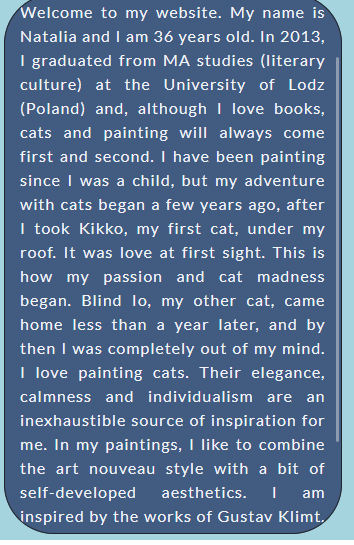 Welcome to my website. My name is
Natalia and I am 36 years old. In 2013,
I graduated from MA studies (literary
culture) at the University of Lodz
(Poland) and, although I love books,
cats and painting will always come
first and second. I have been painting
since I was a child, but my adventure
with cats began a few years ago, after
I took Kikko, my first cat, under my
roof. It was love at first sight. This is
how my passion and cat madness
began. Blind Io, my other cat, came
home less than a year later, and by
then I was completely out of my mind.
I love painting cats. Their elegance,
calmness and individualism are an
inexhaustible source of inspiration for
me. In my paintings, I like to combine
the art nouveau style with a bit of
self-developed aesthetics. I am
inspired by the works of Gustav Klimt.